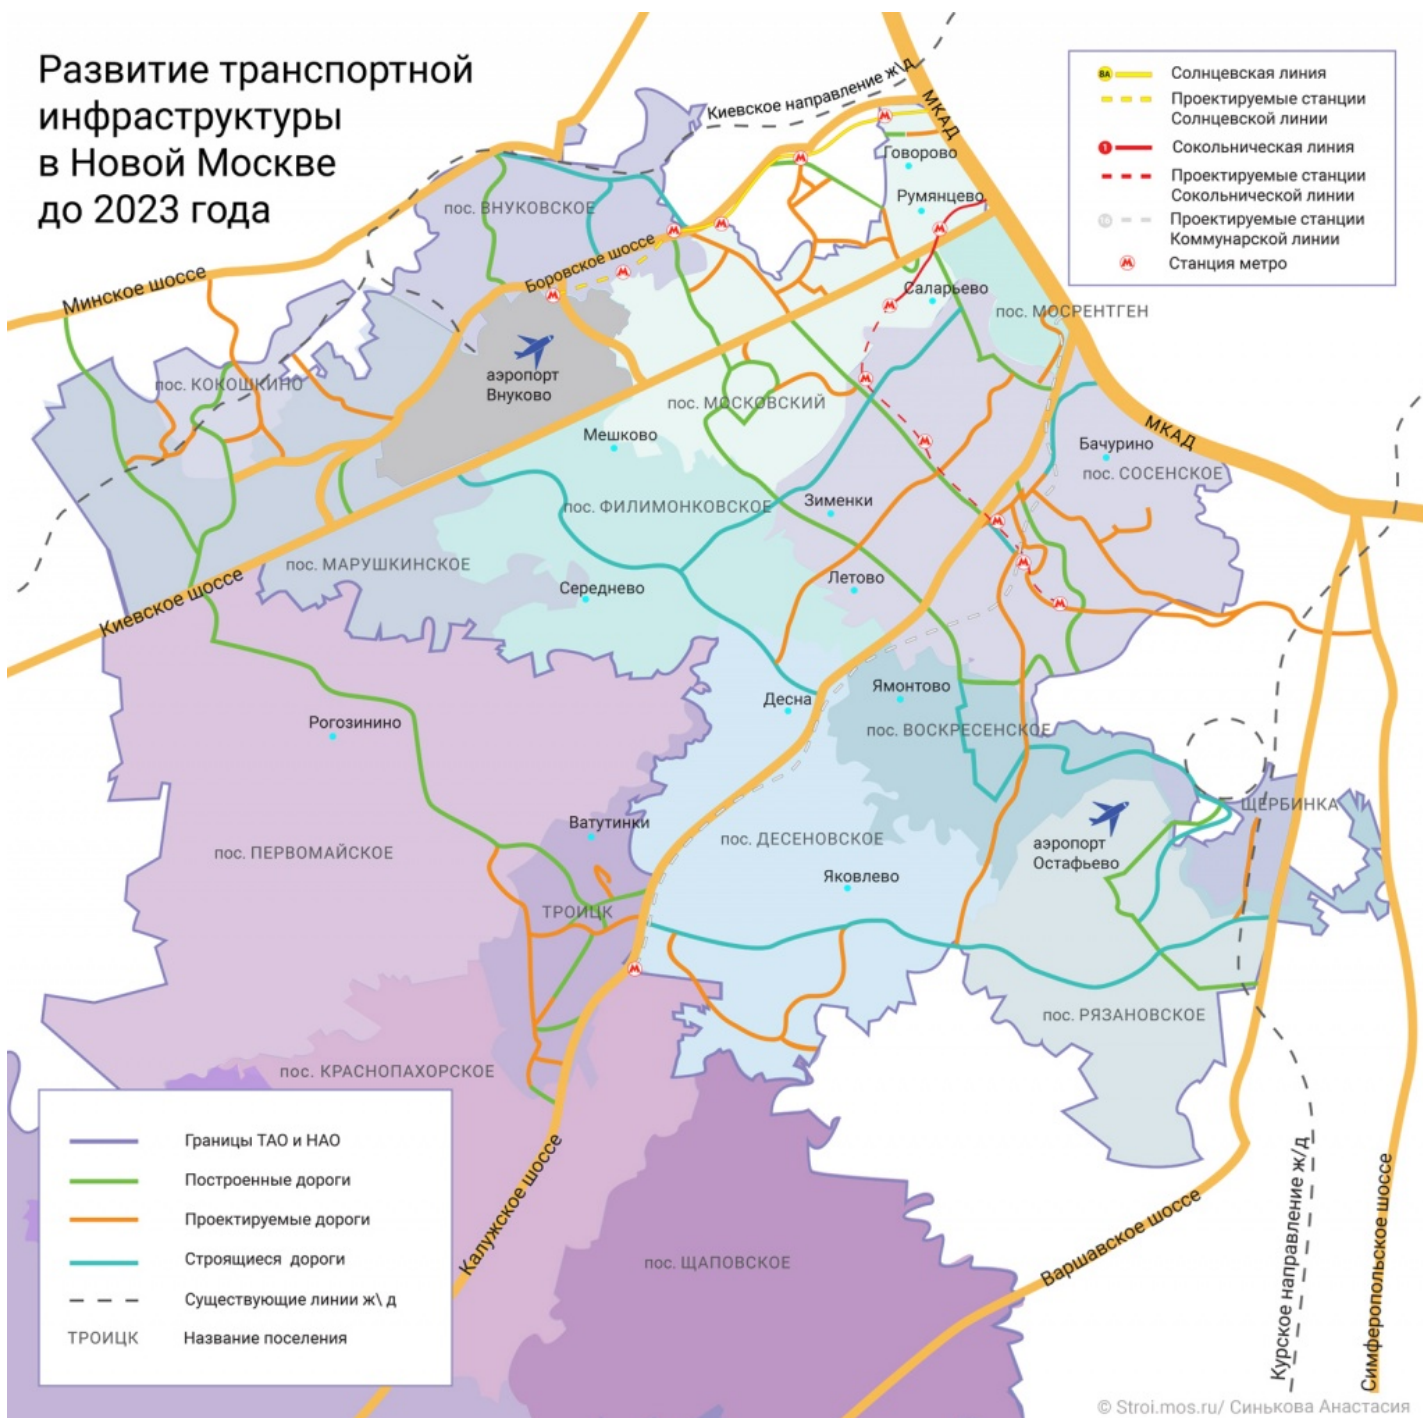 Развитие транспортной
инфраструктуры
в Новой Москве
до 2023 года
8А
Солнцевская линия
Проектируемые станции
Солнцевской линии
1
Сокольническая линия
Проектируемые станции
Сокольнической линии
Проектируемые станции
Коммунарской линии
М
Станция метро
Киевское направление ж\д
МКАД
Говорово
Румянцево
пос. ВНУКОВСКОЕ
Боровское шоссе
Минское шоссе
Саларьево
пос. МОСРЕНТГЕН
аэропорт
Внуково
пос. КОКОШКИНО
пос. МОСКОВСКИЙ
МКАД
Мешково
Бачурино
пос. СОСЕНСКОЕ
пос. ФИЛИМОНКОВСКОЕ
Зименки
пос. МАРУШКИНСКОЕ
Киевское шоссе
Середнево
Летово
Десна
Ямонтово
Рогозинино
пос. ВОСКРЕСЕНСКОЕ
ЩЕРБИНКА
Ватутинки
пос. ДЕСЕНОВСКОЕ
аэропорт
Остафьево
пос. ПЕРВОМАЙСКОЕ
Яковлево
ТРОИЦК
пос. РЯЗАНОВСКОЕ
пос. КРАСНОПАХОРСКОЕ
Калужское шоссе
Варшавское шоссе
Курское направление ж/д
Симферопольское шоссе
пос. ЩАПОВСКОЕ
Границы ТАО и НАО
Построенные дороги
Проектируемые дороги
Строящиеся дороги
Существующие линии ж\ д
ТРОИЦК
Название поселения
© Stroi.mos.ru/ Синькова Анастасия